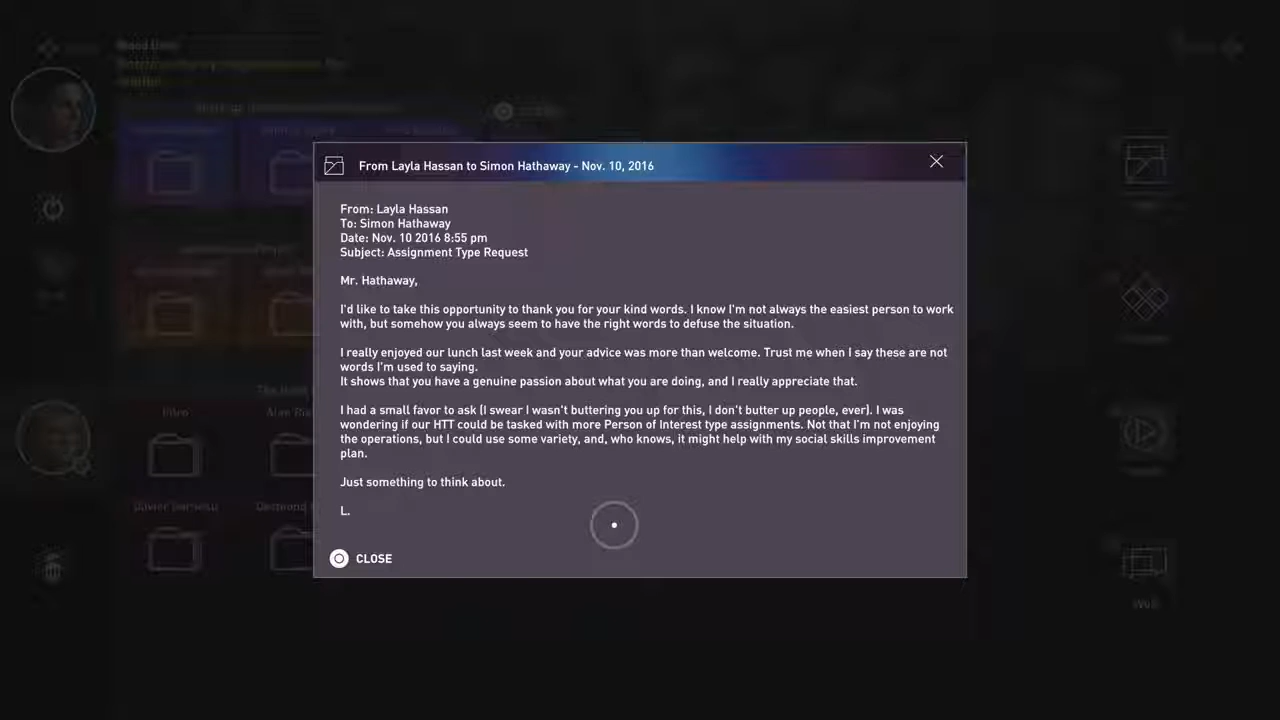 From Layla Hassan to Simon Hathaway - Nov. 10, 2016
From: Layla Hassan
To: Simon Hathaway
Date: Nov. 10 2016 8:55 pm
Subject: Assignment Type Request
Mr. Hathaway,
I'd like to take this opportunity to thank you for your kind words. I know I'm not always the easiest person to work
with, but somehow you always seem to have the right words to defuse the situation.
I really enjoyed our lunch last week and your advice was more than welcome. Trust me when I say these are not
words I'm used to saying.
It shows that you have a genuine passion about what you are doing, and I really appreciate that.
I had a small favor to ask (I swear I wasn't buttering you up for this, I don't butter up people, ever). I was
wondering if our HTT could be tasked with more Person of Interest type assignments. Not that I'm not enjoying
the operations, but I could use some variety, and, who knows, it might help with my social skills improvement
plan.
Just something to think about.
L.
CLOSE